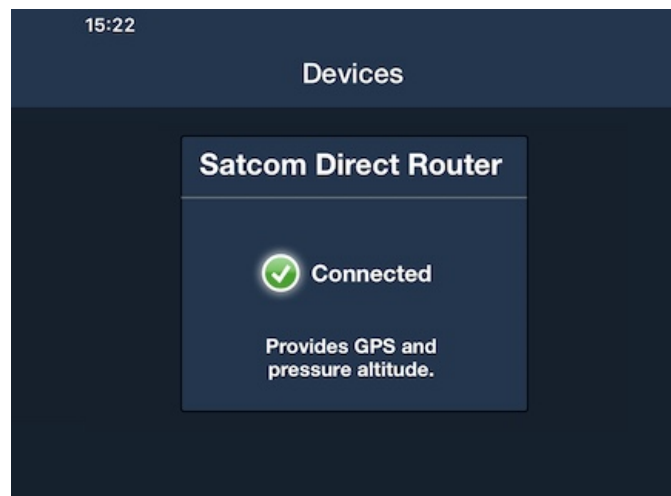 15:22
Devices
Satcom Direct Router
Connected
Provides GPS and
pressure altitude.